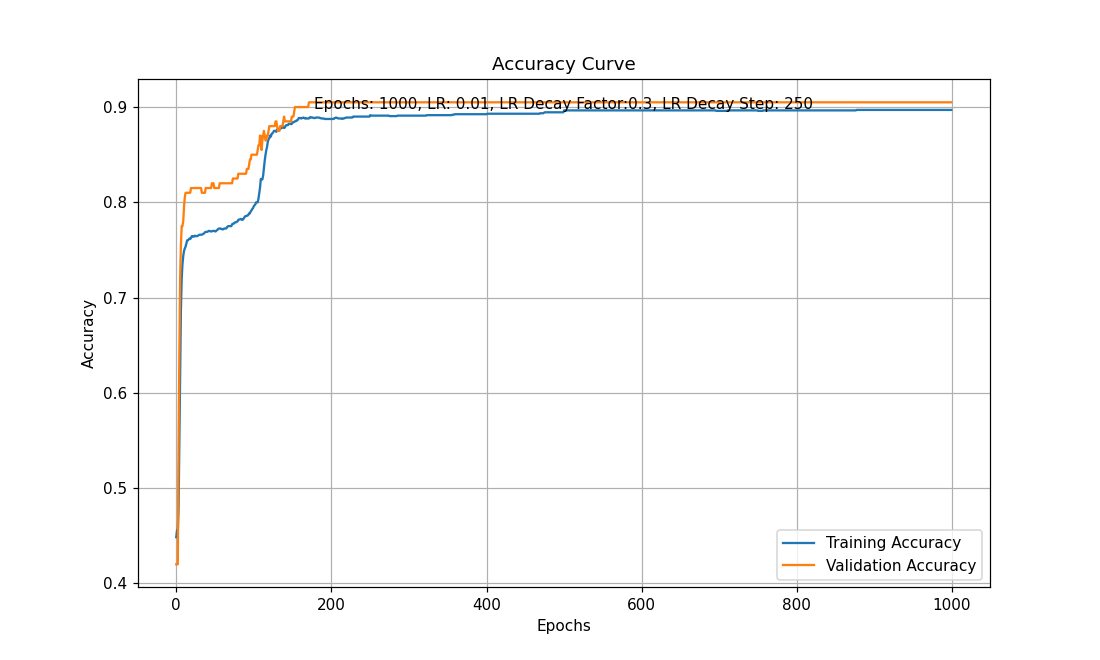 Accuracy Curve
Epochs: 1000, LR: 0.01, LR Decay Factor:0.3, LR Decay Step: 250
0.9
0.8
0.7
0.6
0.5
0.4
Accuracy
Training Accuracy
Validation Accuracy
0 200 400 600 800 1000
Epochs